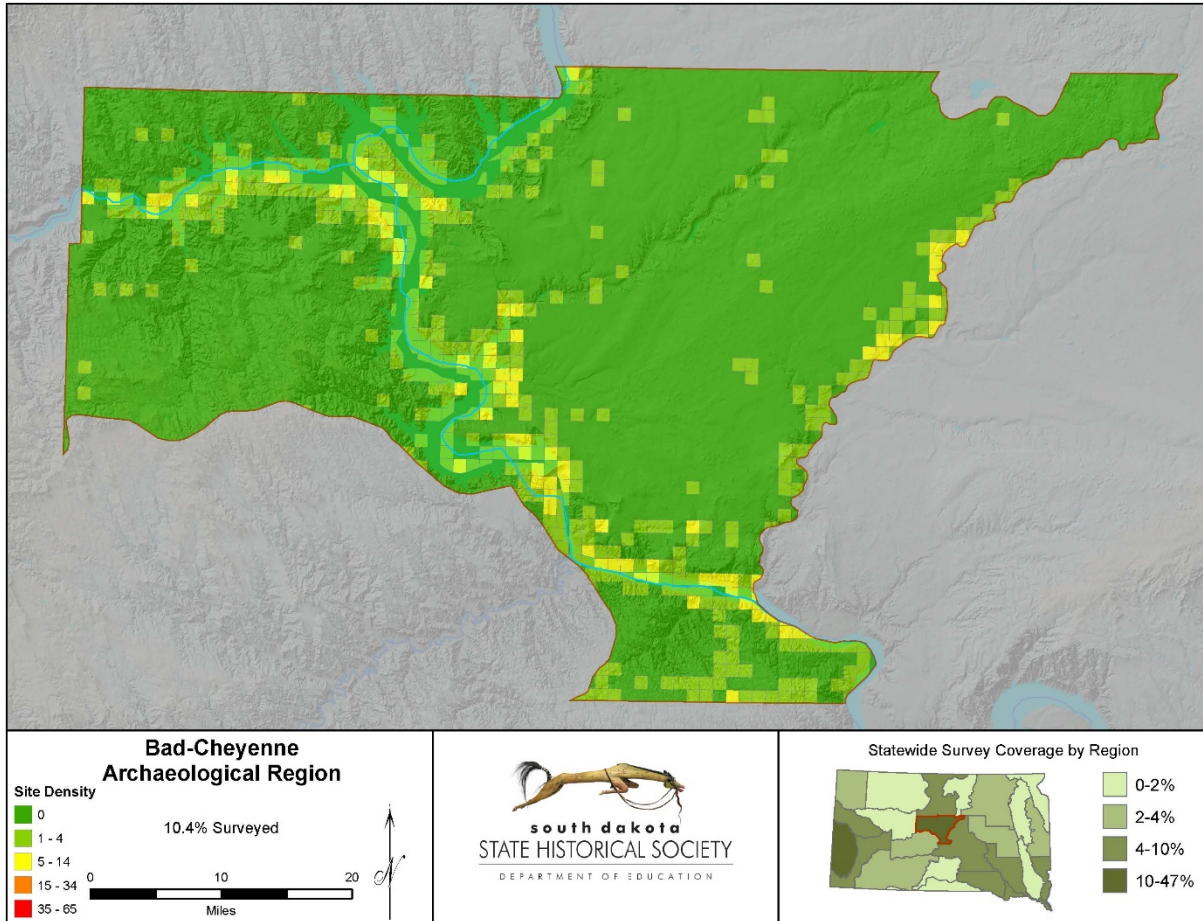 Bad-Cheyenne
Archaeological Region
Site Density
0
1 - 4
5 - 14
15 - 34
35 - 65
10.4% Surveyed
N
0 10 20
Miles
south dakota
STATE HISTORICAL SOCIETY
DEPARTMENT OF EDUCATION
Statewide Survey Coverage by Region
0-2%
2-4%
4-10%
10-47%